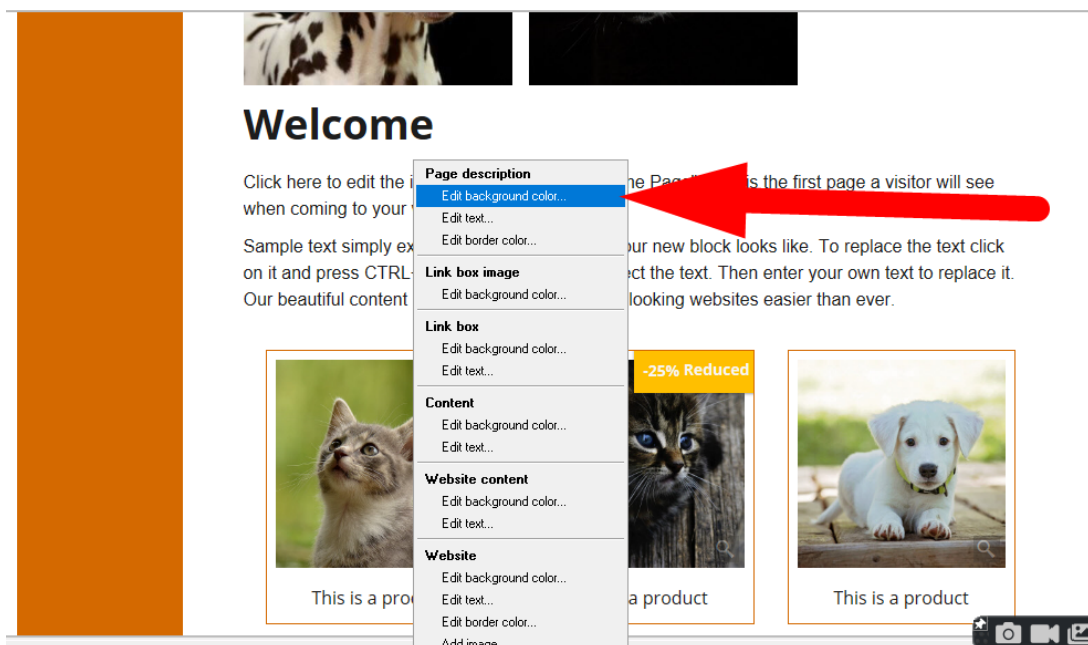 Welcome
Click here to edit the i
ne Page
is the first page a visitor will see
when coming to your
Sample text simply ex
our new block looks like. To replace the text click
on it and press CTRL
ect the text. Then enter your own text to replace it.
Our beautiful content
looking websites easier than ever.
Page description
Edit background color...
Edit text...
Edit border color...
Link box image
Edit background color...
Link box
Edit background color...
Edit text...
Content
Edit background color...
Edit text...
Website content
Edit background color...
Edit text...
Website
Edit background color...
Edit text...
Edit border color...
Add image
-25% Reduced
This is a pro
a product
This is a product